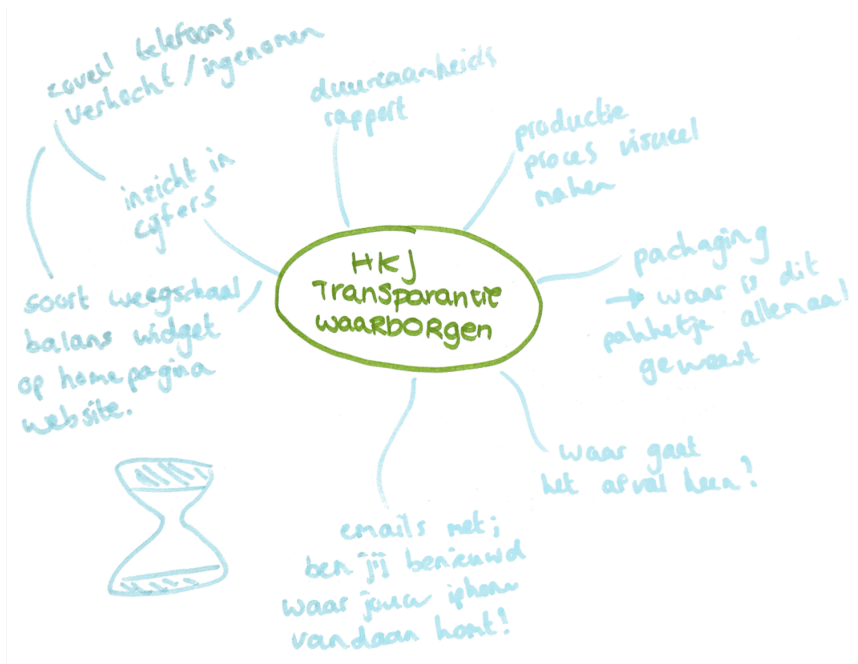 zoveel telefoons
verkocht / ingenomen
duurzaamheids
rapport
productie
proces visueel
maken
inzicht in
cijfers
HKJ
Transparantie
waarborgen
packaging
→ waar is dit
pakketje allemaal
geweest
soort weegschaal
balans widget
op homepagina
website.
waar gaat
het afval heen?
emails met;
ben jij benieuwd
waar jouw iphone
vandaan komt?